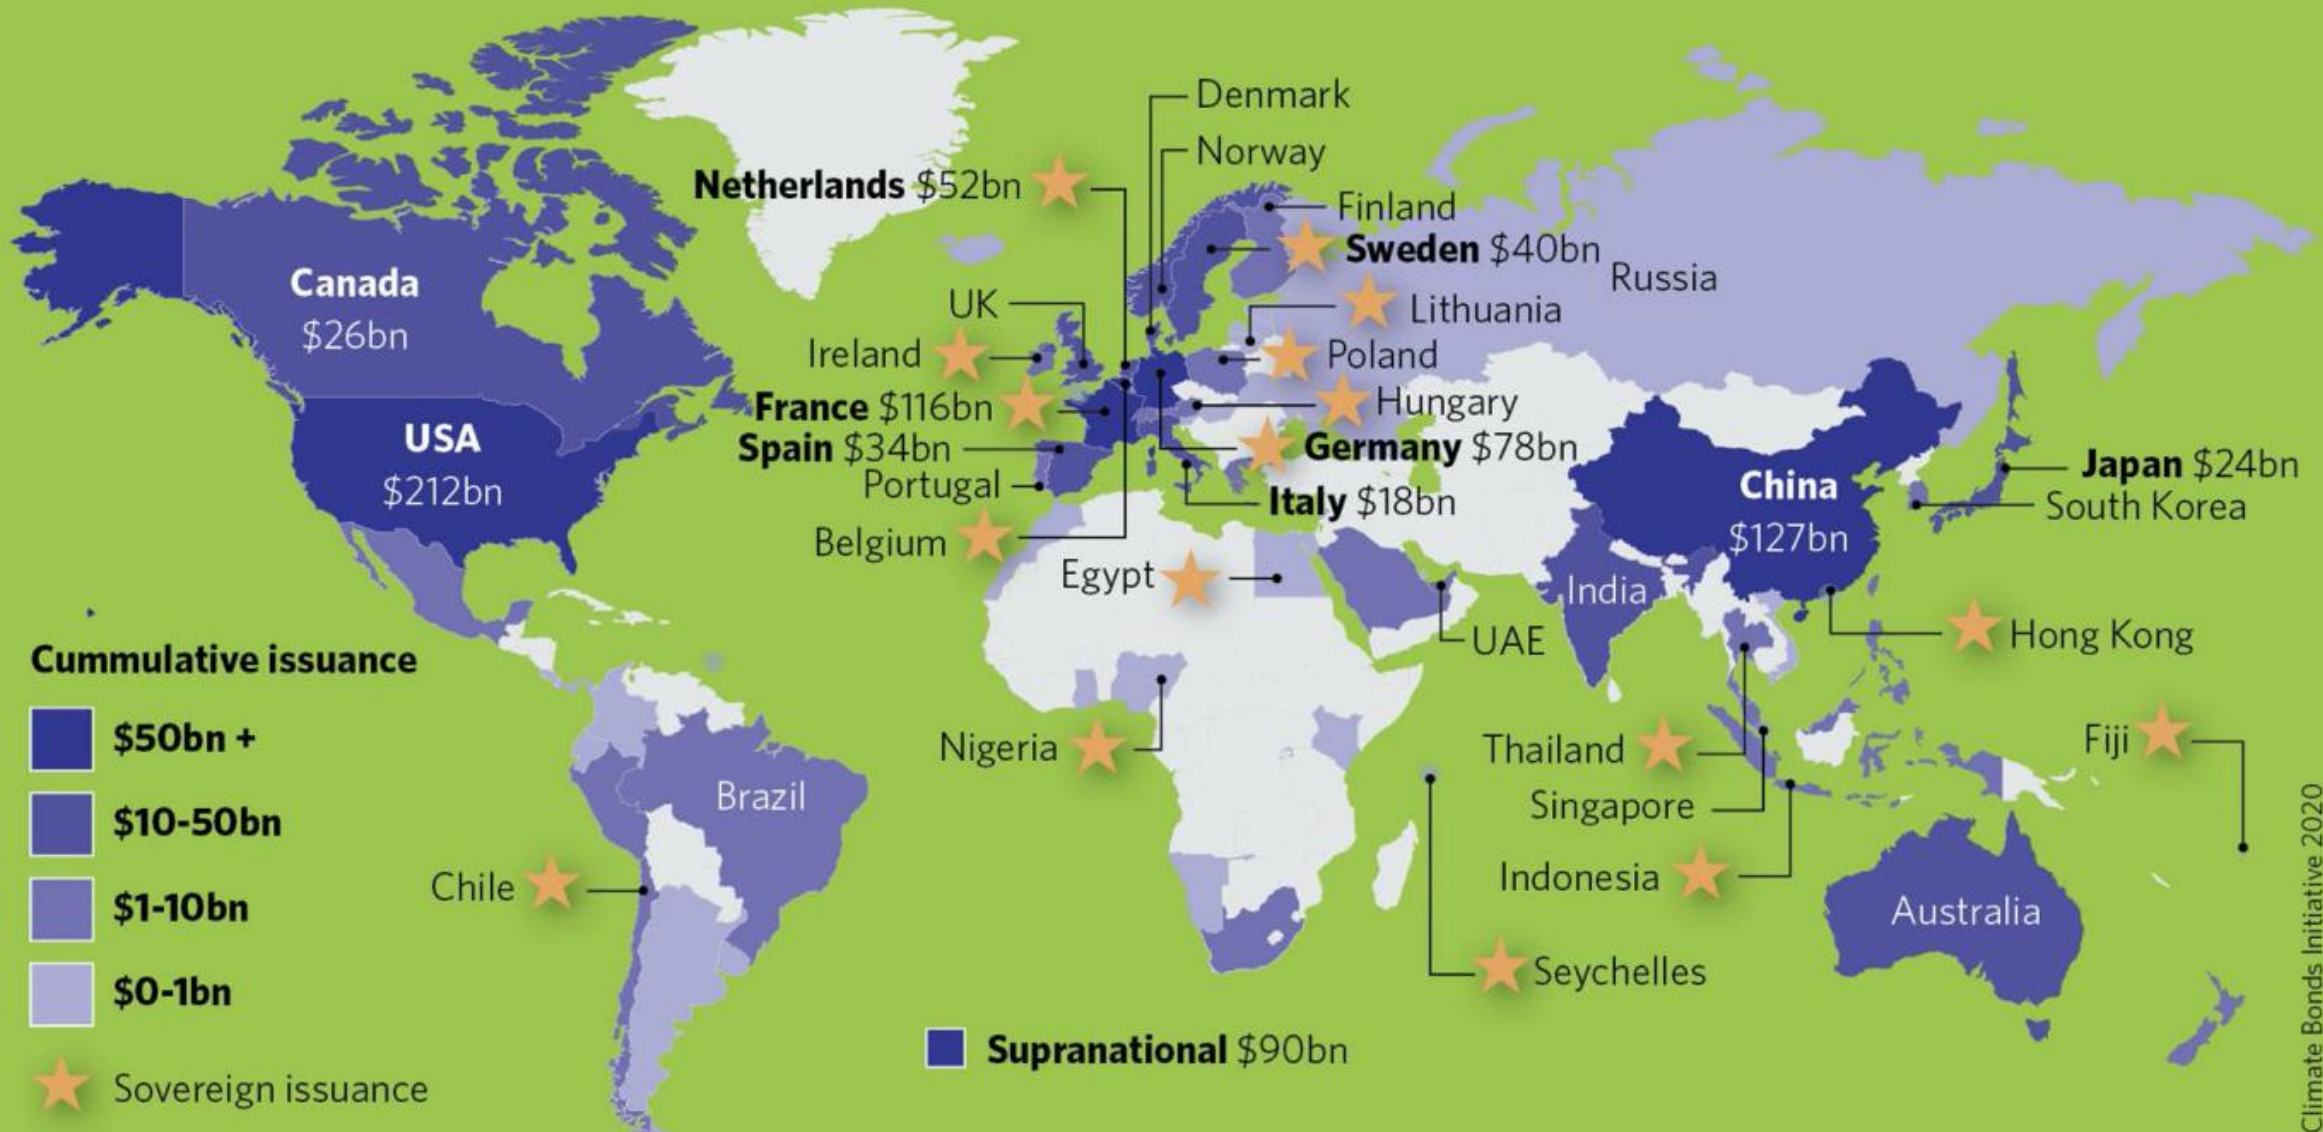 Denmark
Norway
Netherlands $52bn
Finland
Sweden $40bn
Russia
Canada
$26bn
UK
Lithuania
Ireland
Poland
France $116bn
Hungary
USA
$212bn
Spain $34bn
Germany $78bn
Portugal
Italy $18bn
China
$127bn
Japan $24bn
South Korea
Belgium
Egypt
India
UAE
Hong Kong
Cummulative issuance
$50bn +
$10-50bn
$1-10bn
$0-1bn
Sovereign issuance
Nigeria
Thailand
Fiji
Singapore
Brazil
Chile
Indonesia
Australia
Seychelles
Supranational $90bn
Climate Bonds Initiative 2020